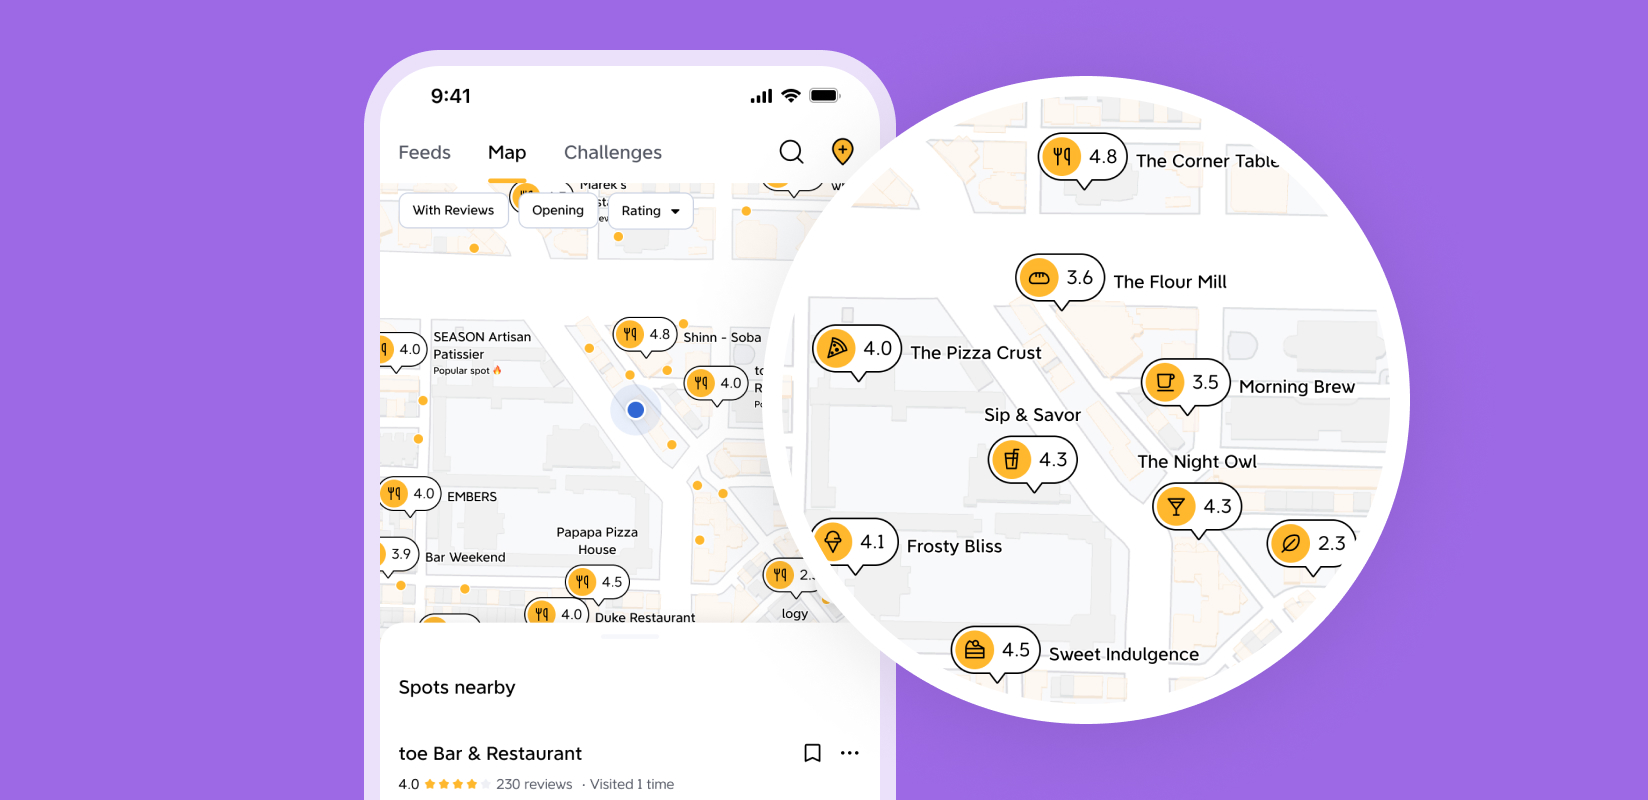 9:41
Feeds
Map
Challenges
Marek's
With Reviews
Opening
Rating
4.8
Shinn - Soba
4.0
SEASON Artisan
Patissier
Popular spot 🔥
4.0
4.0
EMBERS
3.9
Bar Weekend
Papapa Pizza
House
4.5
4.0
Duke Restaurant
logy
Spots nearby
toe Bar & Restaurant
4.0
230 reviews · Visited 1 time
4.8
The Corner Table
3.6
The Flour Mill
4.0
The Pizza Crust
3.5
Morning Brew
Sip & Savor
4.3
The Night Owl
4.3
4.1
Frosty Bliss
2.3
4.5
Sweet Indulgence